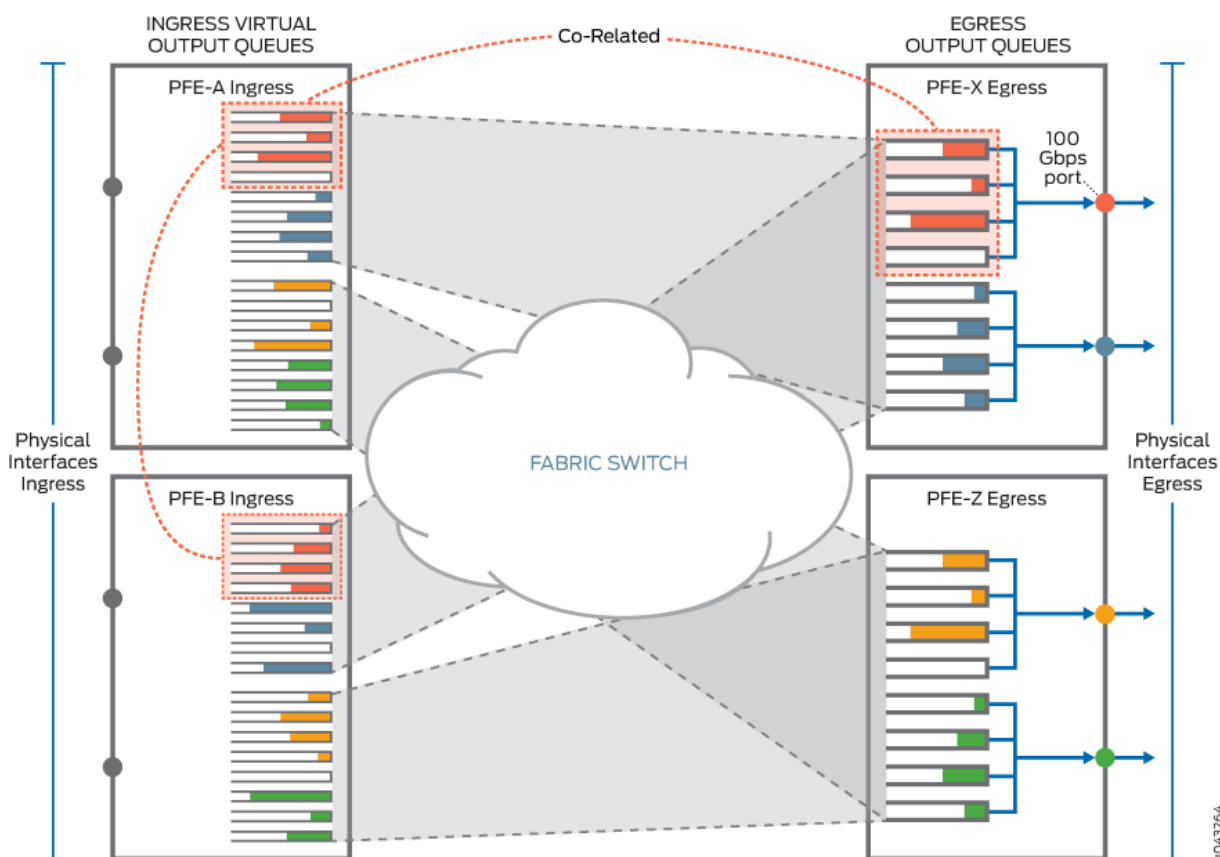 INGRESS VIRTUAL
OUTPUT QUEUES
Co-Related
EGRESS
OUTPUT QUEUES
PFE-A Ingress
PFE-X Egress
100
Gbps
port
Physical
Interfaces
Ingress
FABRIC SWITCH
Physical
Interfaces
Egress
PFE-B Ingress
PFE-Z Egress
g043264